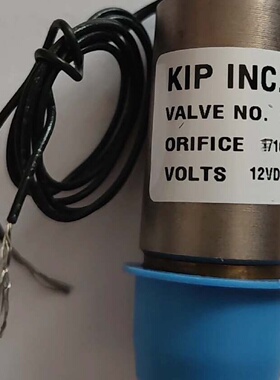 KIP INC.
VALVE NO.
ORIFICE
VOLTS 12VD